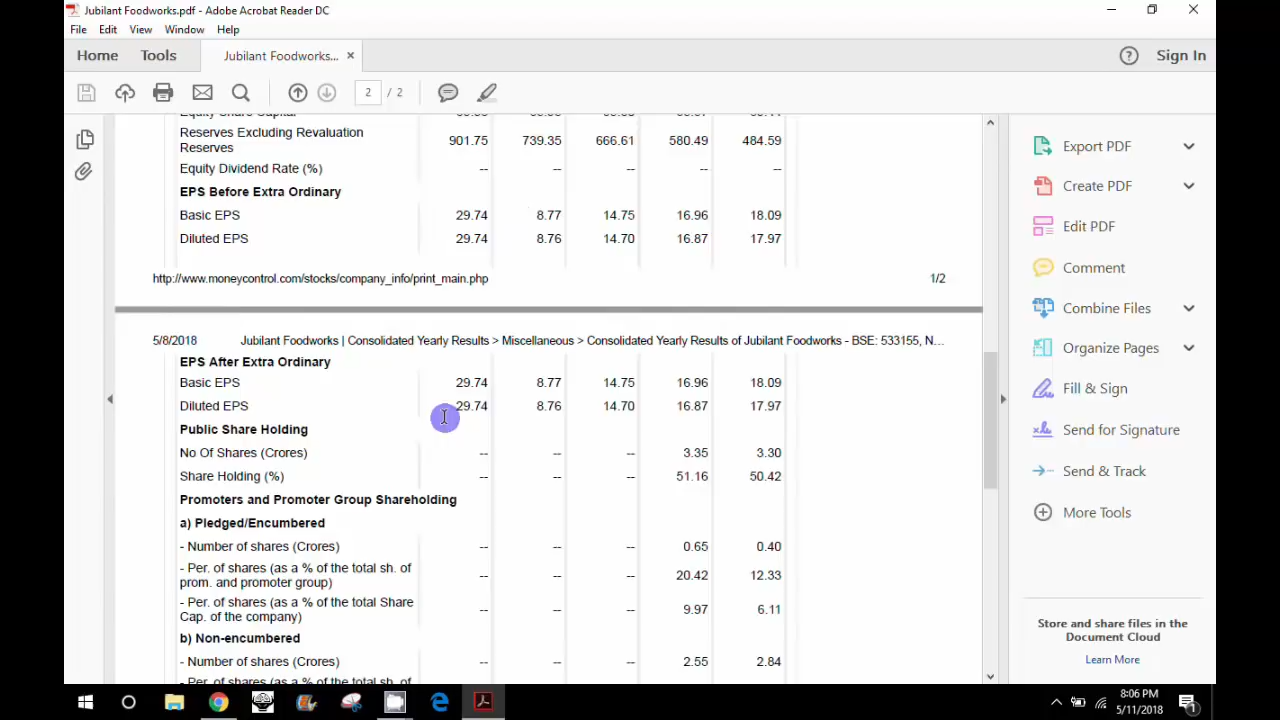 Jubilant Foodworks.pdf - Adobe Acrobat Reader DC
File Edit View Window Help
Home Tools Jubilant Foodworks... × Sign In
2 / 2
Reserves Excluding Revaluation
Reserves 901.75 739.35 666.61 580.49 484.59
Equity Dividend Rate (%) -- -- -- -- --
EPS Before Extra Ordinary
Basic EPS 29.74 8.77 14.75 16.96 18.09
Diluted EPS 29.74 8.76 14.70 16.87 17.97
http://www.moneycontrol.com/stocks/company_info/print_main.php 1/2
5/8/2018 Jubilant Foodworks | Consolidated Yearly Results > Miscellaneous > Consolidated Yearly Results of Jubilant Foodworks - BSE: 533155, N...
EPS After Extra Ordinary
Basic EPS 29.74 8.77 14.75 16.96 18.09
Diluted EPS 29.74 8.76 14.70 16.87 17.97
Public Share Holding
No Of Shares (Crores) -- -- -- 3.35 3.30
Share Holding (%) -- -- -- 51.16 50.42
Promoters and Promoter Group Shareholding
a) Pledged/Encumbered
- Number of shares (Crores) -- -- -- 0.65 0.40
- Per. of shares (as a % of the total sh. of
prom. and promoter group) -- -- -- 20.42 12.33
- Per. of shares (as a % of the total Share
Cap. of the company) -- -- -- 9.97 6.11
b) Non-encumbered
- Number of shares (Crores) -- -- -- 2.55 2.84
- Per. of shares (as a % of the total sh. of
Export PDF
Create PDF
Edit PDF
Comment
Combine Files
Organize Pages
Fill & Sign
Send for Signature
Send & Track
More Tools
Store and share files in the
Document Cloud
Learn More
8:06 PM
5/11/2018
1